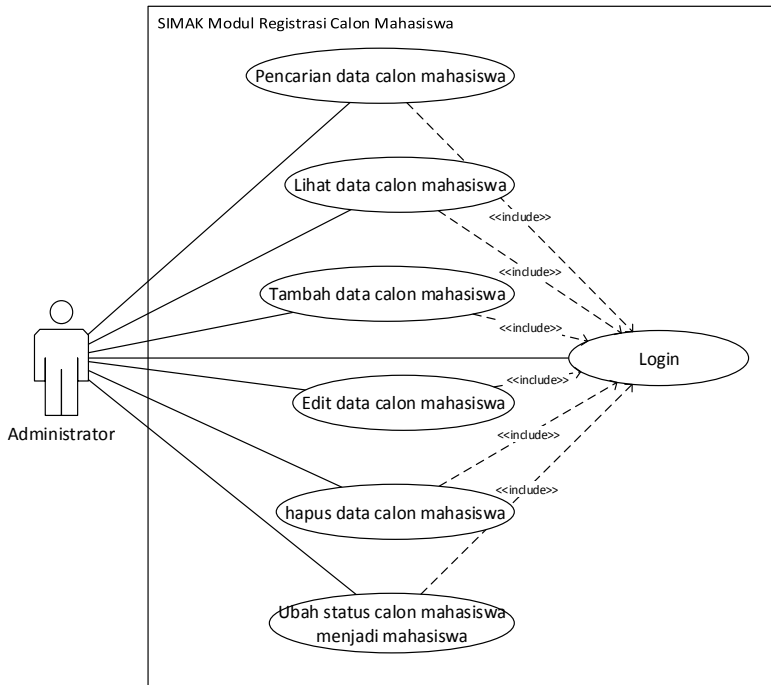 SIMAK Modul Registrasi Calon Mahasiswa
Pencarian data calon mahasiswa
Lihat data calon mahasiswa
<<include>>
<<include>>
Tambah data calon mahasiswa
<<include>>
Login
Administrator
<<include>>
Edit data calon mahasiswa
<<include>>
<<include>>
hapus data calon mahasiswa
Ubah status calon mahasiswa
menjadi mahasiswa